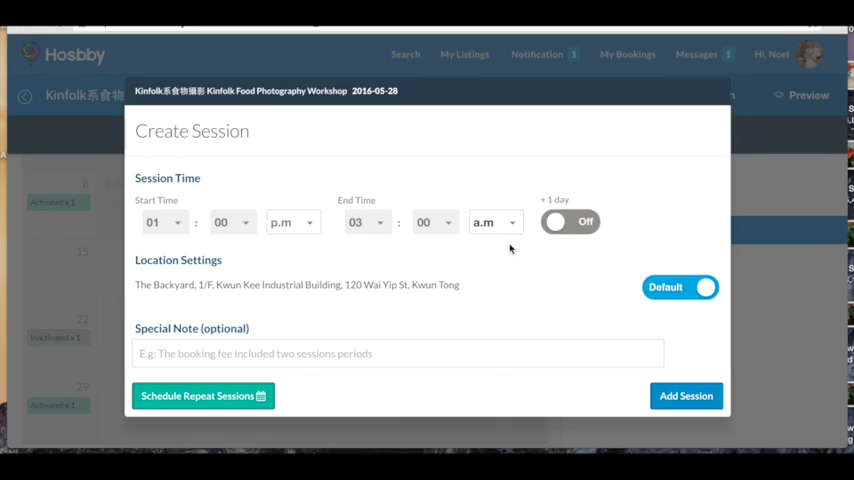 Hosbby
Search My Listings Notification 1 My Bookings Messages 1 Hi, Noel
Kinfolk系食物
Preview
Kinfolk系食物攝影 Kinfolk Food Photography Workshop 2016-05-28
Create Session
Session Time
Start Time End Time + 1 day
01 : 00 p.m 03 : 00 a.m Off
Location Settings
The Backyard, 1/F, Kwun Kee Industrial Building, 120 Wai Yip St, Kwun Tong
Default
Special Note (optional)
E.g: The booking fee included two sessions periods
Schedule Repeat Sessions Add Session
8
Activated x 1
15
22
Inactivated x 1
29
Activated x 1